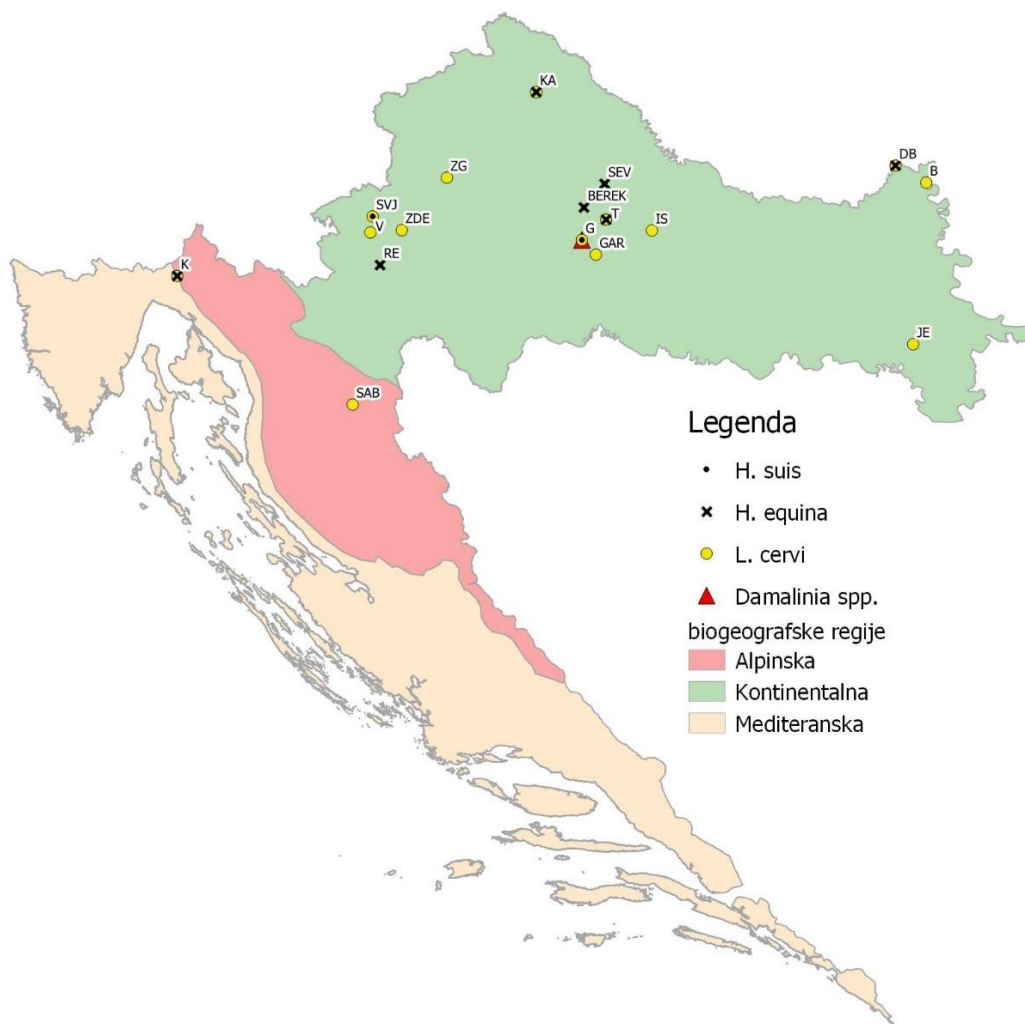 KA
DB
B
ZG
SEV
BEREK
SVJ
T
V
ZDE
IS
G
GAR
RE
K
JE
SAB
Legenda
H. suis
H. equina
L. cervi
Damalinia spp.
biogeografske regije
Alpinska
Kontinentalna
Mediteranska